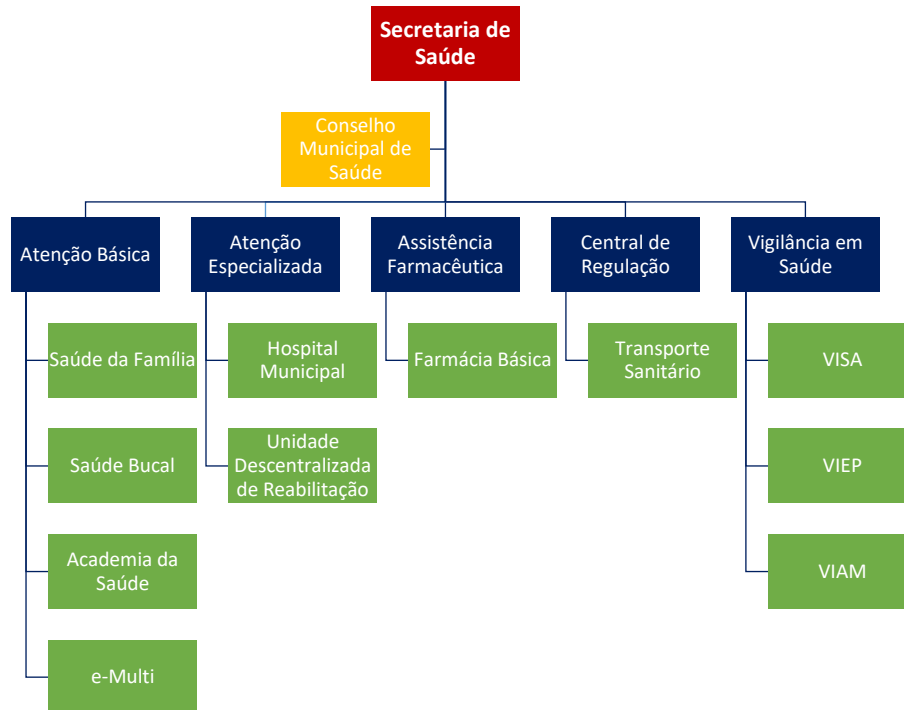 Secretaria de
Saúde
Conselho
Municipal de
Saúde
Atenção Básica
Atenção
Especializada
Assistência
Farmacêutica
Central de
Regulação
Vigilância em
Saúde
Saúde da Família
Hospital
Municipal
Farmácia Básica
Transporte
Sanitário
VISA
Saúde Bucal
Unidade
Descentralizada
de Reabilitação
VIEP
Academia da
Saúde
VIAM
e-Multi